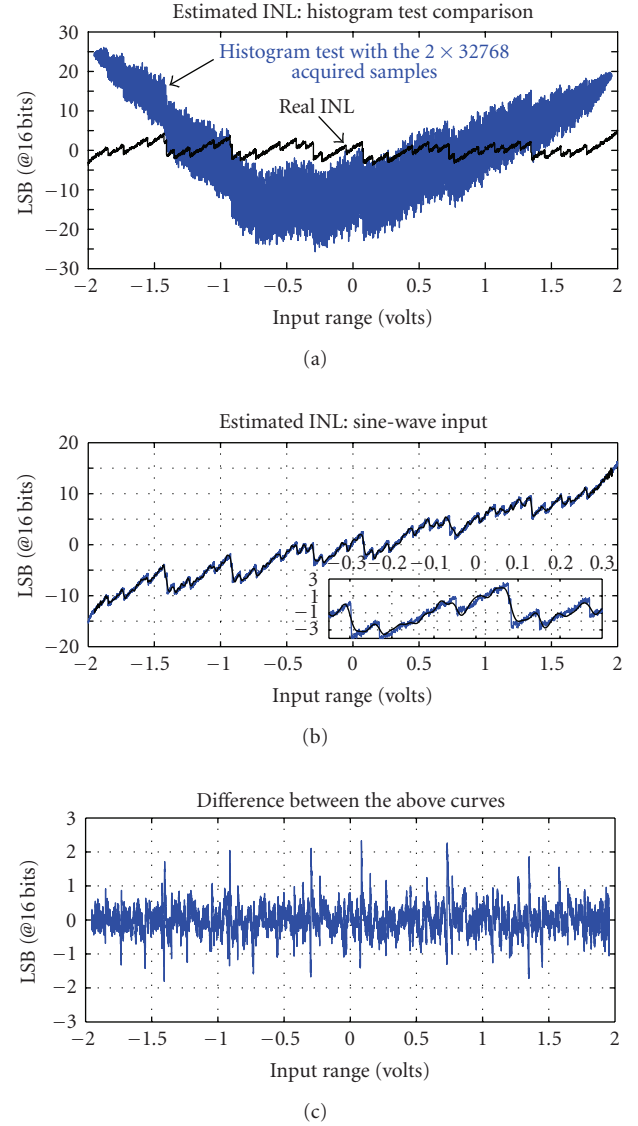 Estimated INL: histogram test comparison
30
20
10
0
−10
−20
−30
LSB (@16 bits)
Histogram test with the 2 × 32768
acquired samples
Real INL
−2 −1.5 −1 −0.5 0 0.5 1 1.5 2
Input range (volts)
(a)
Estimated INL: sine-wave input
20
10
0
−10
−20
LSB (@16 bits)
−0.3 −0.2 −0.1 0 0.1 0.2 0.3
3
1
−1
−3
−2 −1.5 −1 −0.5 0 0.5 1 1.5 2
Input range (volts)
(b)
Difference between the above curves
3
2
1
0
−1
−2
−3
LSB (@16 bits)
−2 −1.5 −1 −0.5 0 0.5 1 1.5 2
Input range (volts)
(c)